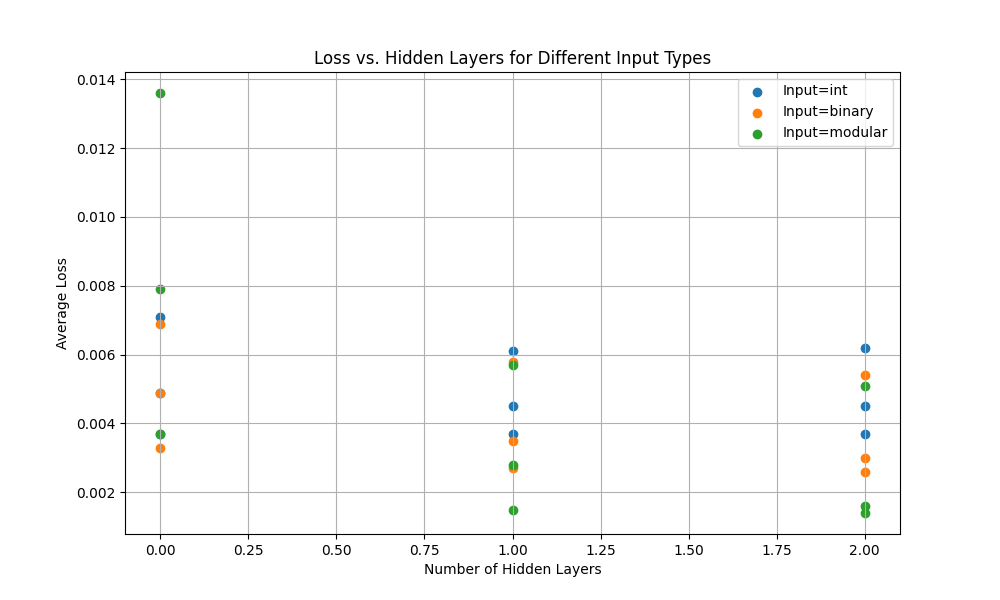 Loss vs. Hidden Layers for Different Input Types
Input=int
Input=binary
Input=modular
Average Loss
0.014
0.012
0.010
0.008
0.006
0.004
0.002
0.00 0.25 0.50 0.75 1.00 1.25 1.50 1.75 2.00
Number of Hidden Layers